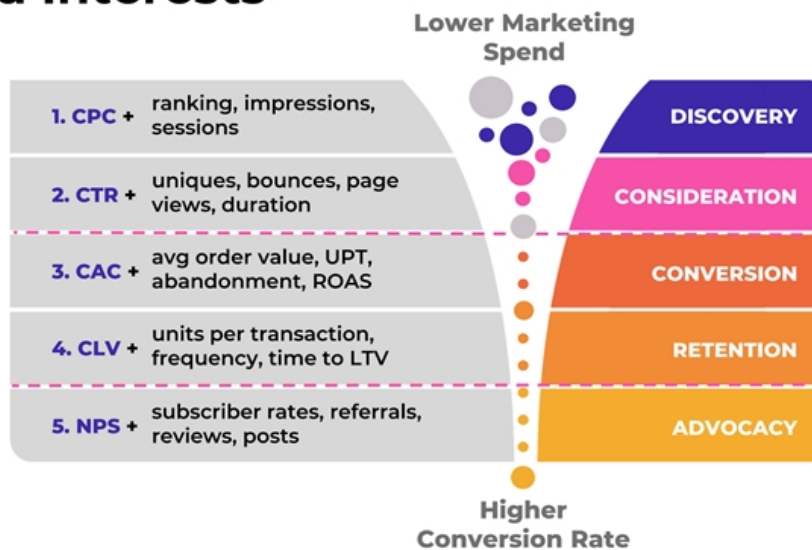 Lower Marketing
Spend
1. CPC + ranking, impressions,
sessions
DISCOVERY
2. CTR + uniques, bounces, page
views, duration
CONSIDERATION
3. CAC + avg order value, UPT,
abandonment, ROAS
CONVERSION
4. CLV + units per transaction,
frequency, time to LTV
RETENTION
5. NPS + subscriber rates, referrals,
reviews, posts
ADVOCACY
Higher
Conversion Rate